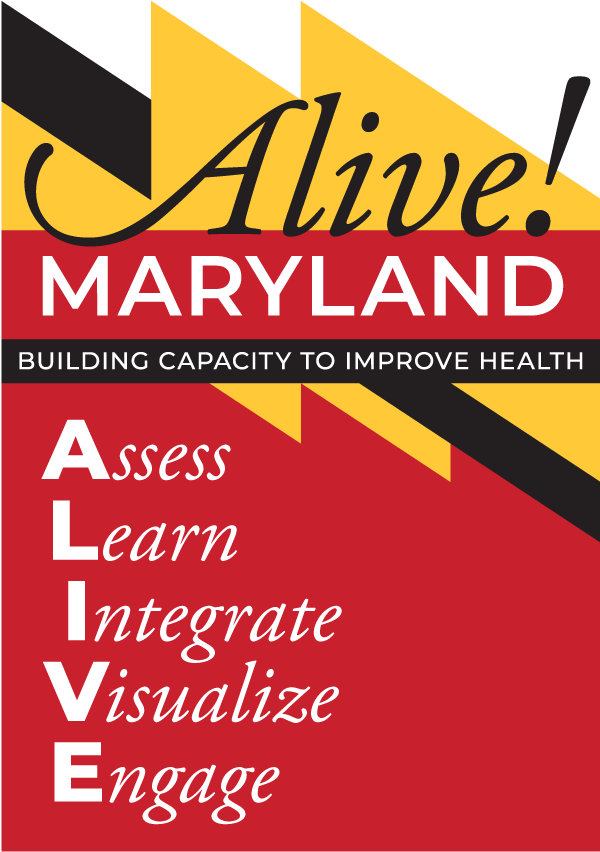 Alive!
MARYLAND
BUILDING CAPACITY TO IMPROVE HEALTH
Assess
Learn
Integrate
Visualize
Engage